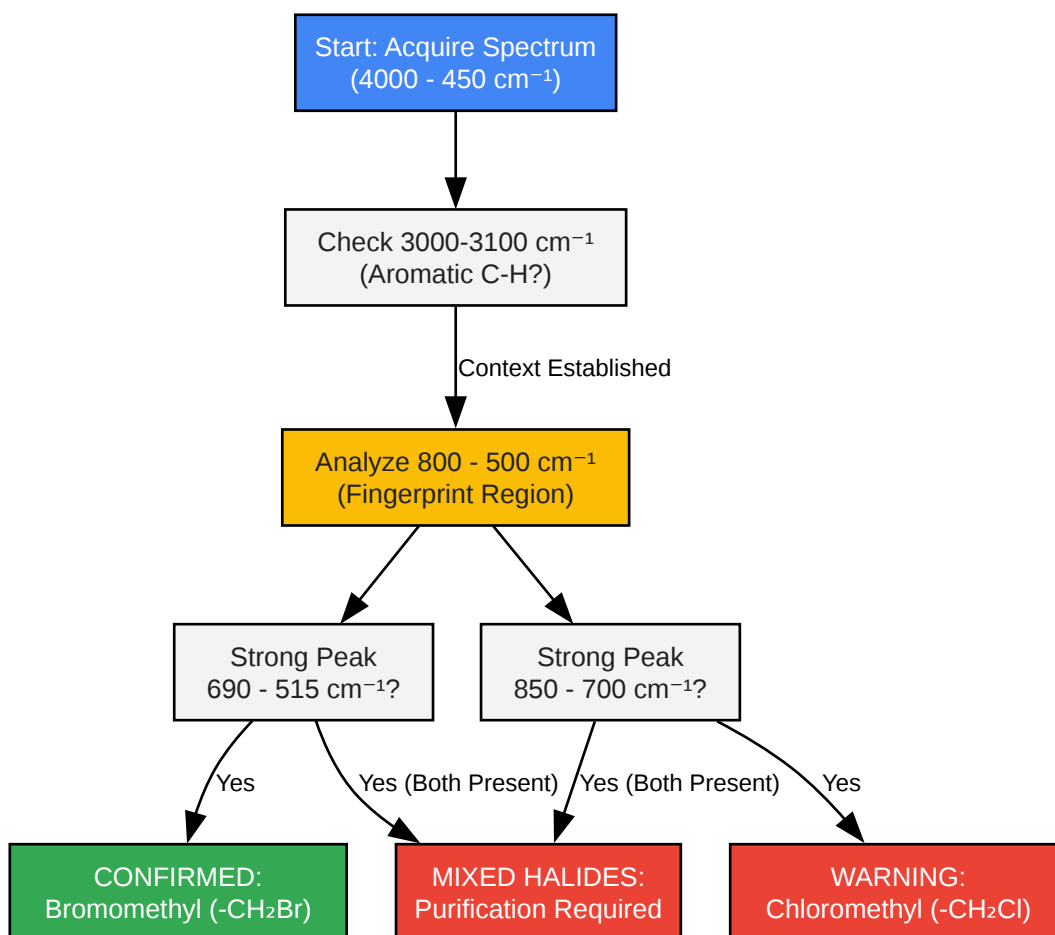 Start: Acquire Spectrum
(4000 - 450 cm⁻¹)
Check 3000-3100 cm⁻¹
(Aromatic C-H?)
Context Established
Analyze 800 - 500 cm⁻¹
(Fingerprint Region)
Strong Peak
690 - 515 cm⁻¹?
Strong Peak
850 - 700 cm⁻¹?
Yes
Yes (Both Present)
Yes (Both Present)
Yes
CONFIRMED:
Bromomethyl (-CH₂Br)
MIXED HALIDES:
Purification Required
WARNING:
Chloromethyl (-CH₂Cl)